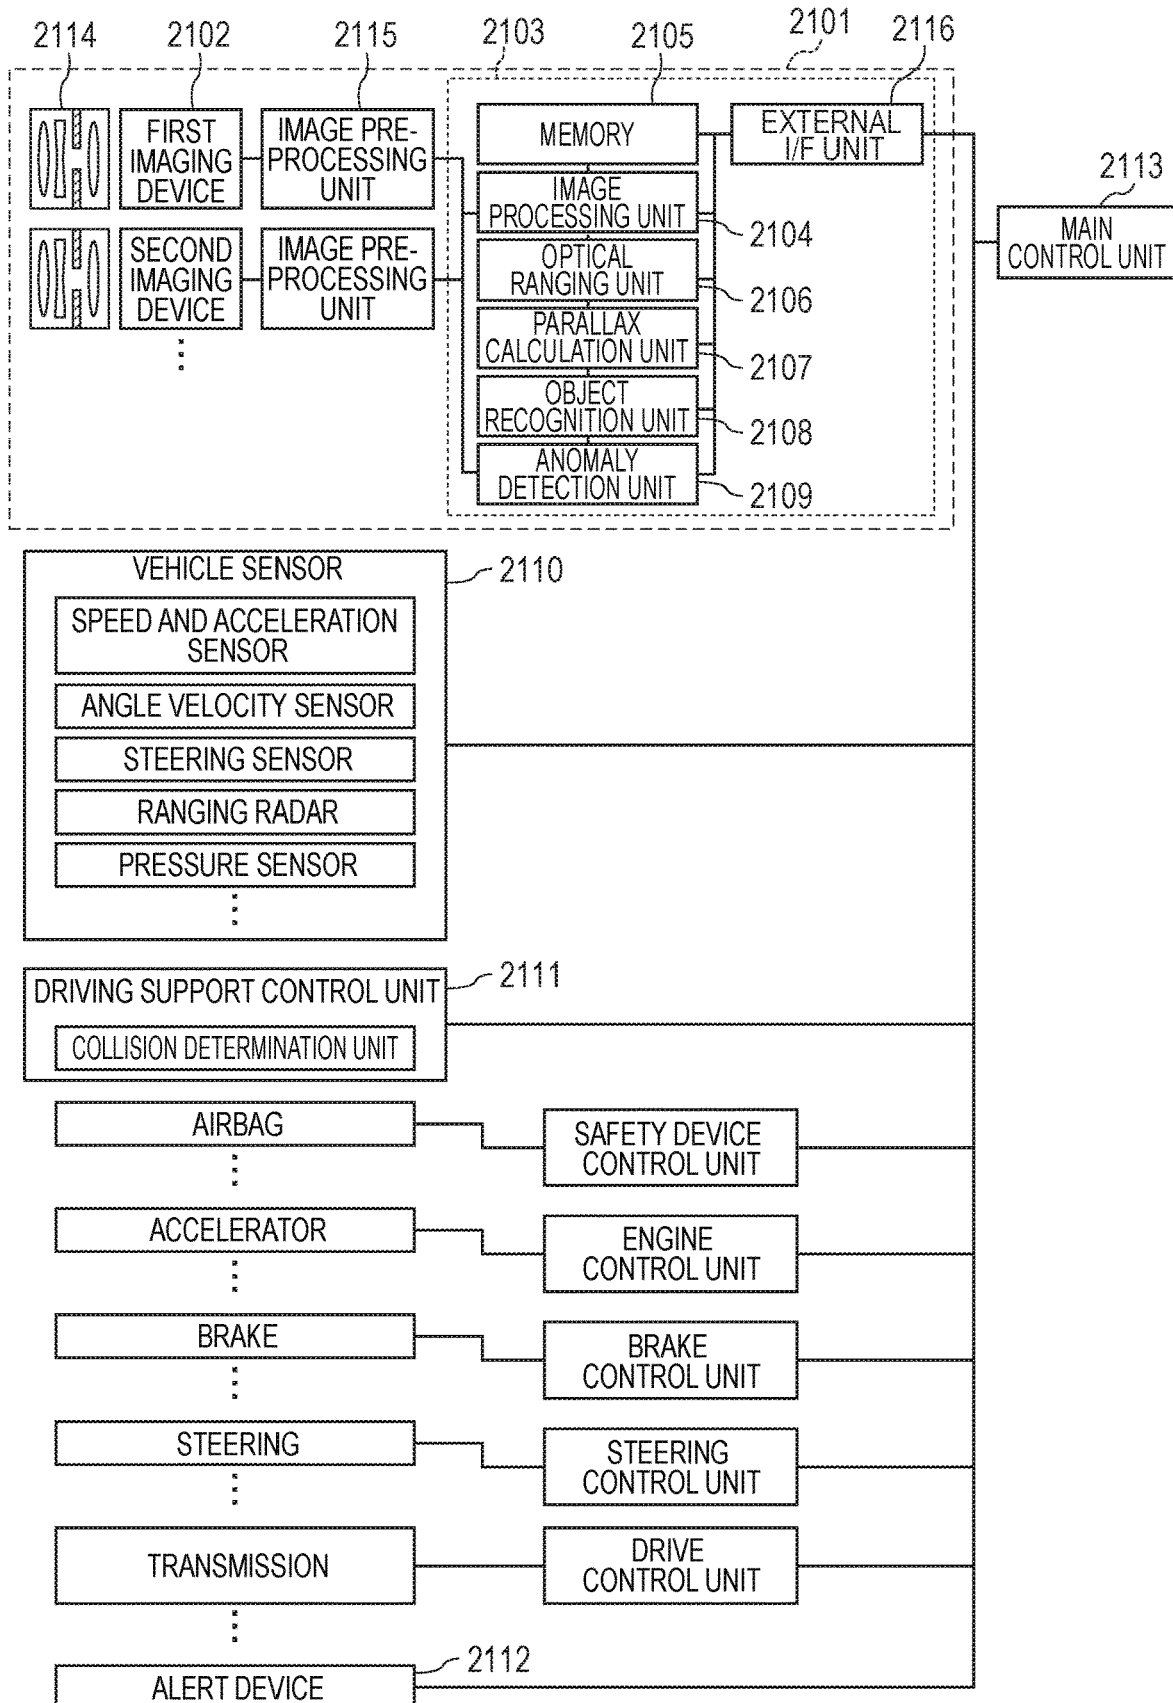 2114
2102
2115
2103
2105
2101
2116
FIRST
IMAGING
DEVICE
IMAGE PRE-
PROCESSING
UNIT
MEMORY
EXTERNAL
I/F UNIT
2113
MAIN
CONTROL UNIT
IMAGE
PROCESSING UNIT
2104
SECOND
IMAGING
DEVICE
IMAGE PRE-
PROCESSING
UNIT
OPTICAL
RANGING UNIT
2106
PARALLAX
CALCULATION UNIT
2107
OBJECT
RECOGNITION UNIT
2108
ANOMALY
DETECTION UNIT
2109
VEHICLE SENSOR
2110
SPEED AND ACCELERATION
SENSOR
ANGLE VELOCITY SENSOR
STEERING SENSOR
RANGING RADAR
PRESSURE SENSOR
2111
DRIVING SUPPORT CONTROL UNIT
COLLISION DETERMINATION UNIT
AIRBAG
SAFETY DEVICE
CONTROL UNIT
ACCELERATOR
ENGINE
CONTROL UNIT
BRAKE
BRAKE
CONTROL UNIT
STEERING
STEERING
CONTROL UNIT
TRANSMISSION
DRIVE
CONTROL UNIT
2112
ALERT DEVICE